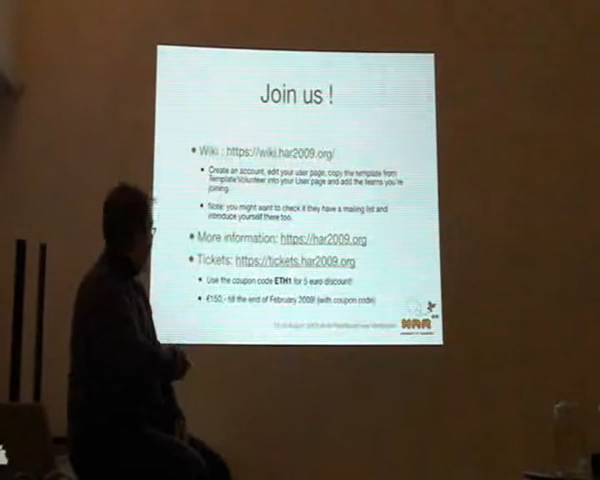 Join us !
Wiki : https://wiki.har2009.org/
Create an account, edit your user page, copy the template from
Template:Volunteer into your User page and add the teams you're
joining.
Note: you might want to check if they have a mailing list and
introduce yourself there too.
More information: https://har2009.org
Tickets: https://tickets.har2009.org
Use the coupon code ETH1 for 5 euro discount!
€150,- till the end of February 2009! (with coupon code)
HAR